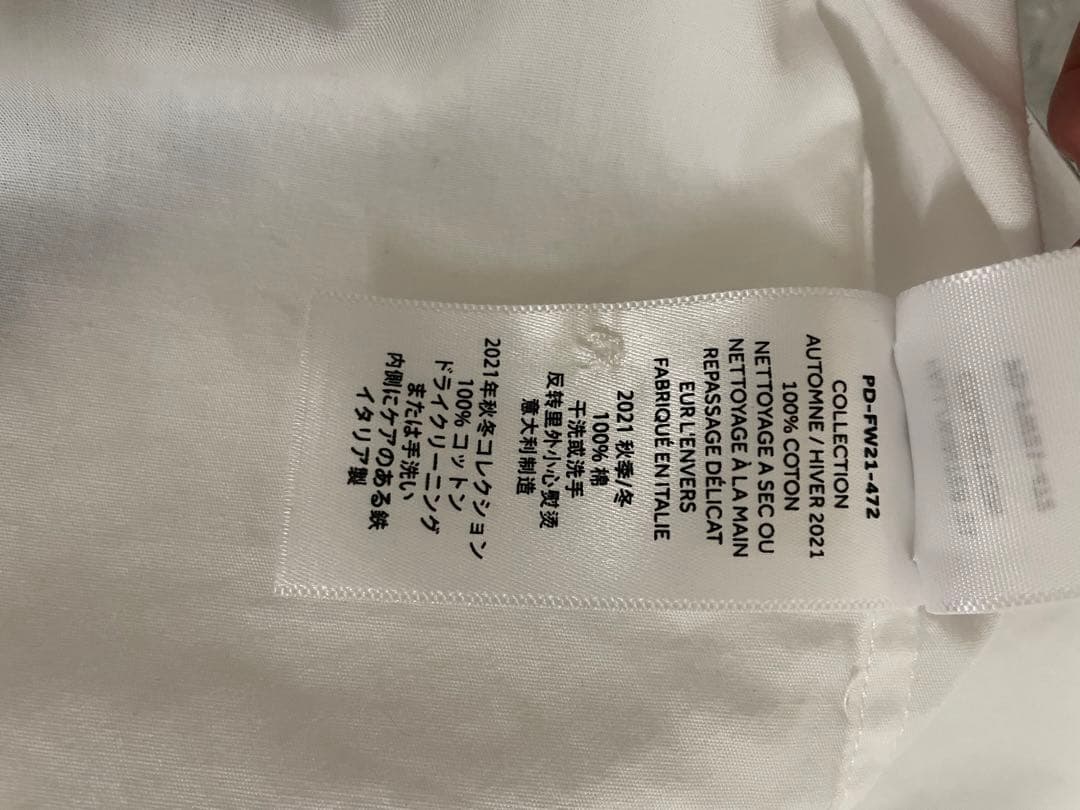 PD-FW21-472
COLLECTION
AUTOMNE / HIVER 2021
100% COTON
NETTOYAGE A SEC OU
NETTOYAGE À LA MAIN
REPASSAGE DÉLICAT
EUR L'ENVERS
FABRIQUÉ EN ITALIE
2021 秋季/冬
100% 棉
干洗或洗手
反转里外小心熨烫
意大利制造
2021年秋冬コレクション
100% コットン
ドライクリーニング
または手洗い
内側にケアのある鉄
イタリア製